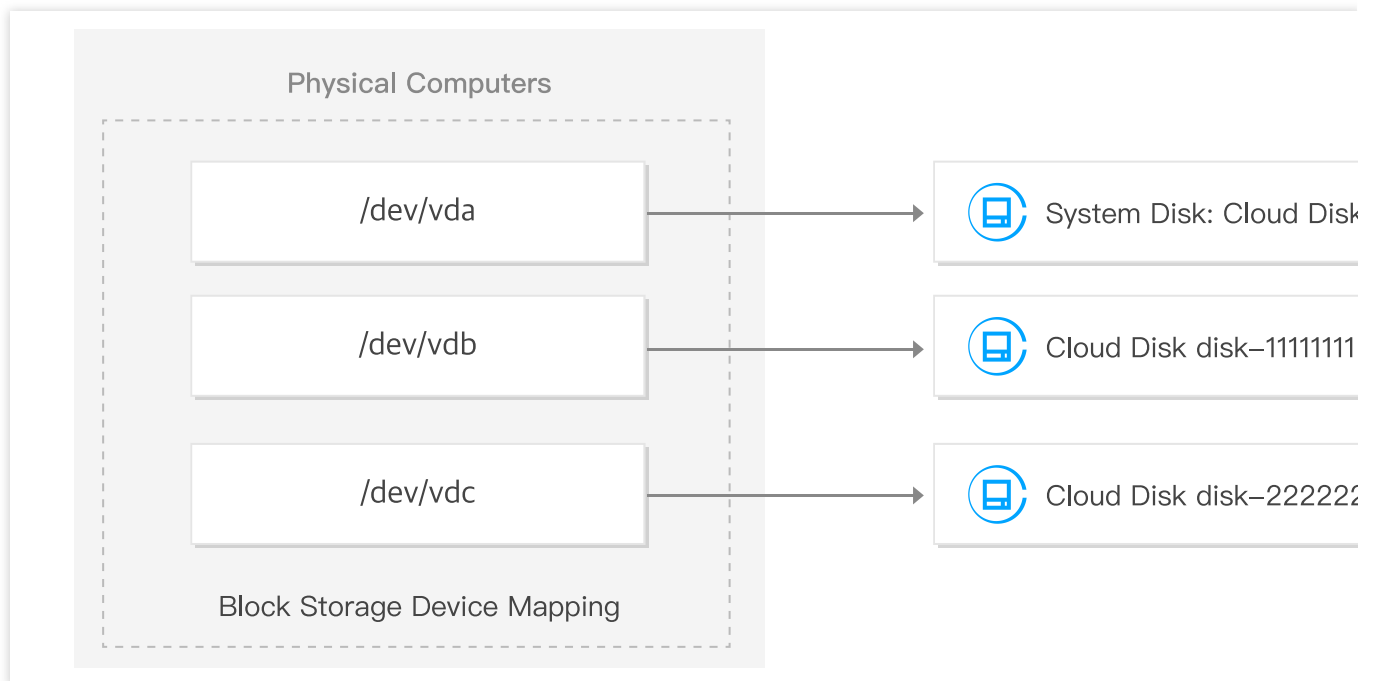 Physical Computers
/dev/vda
System Disk: Cloud Disk
/dev/vdb
Cloud Disk disk–11111111
/dev/vdc
Cloud Disk disk–222222
Block Storage Device Mapping